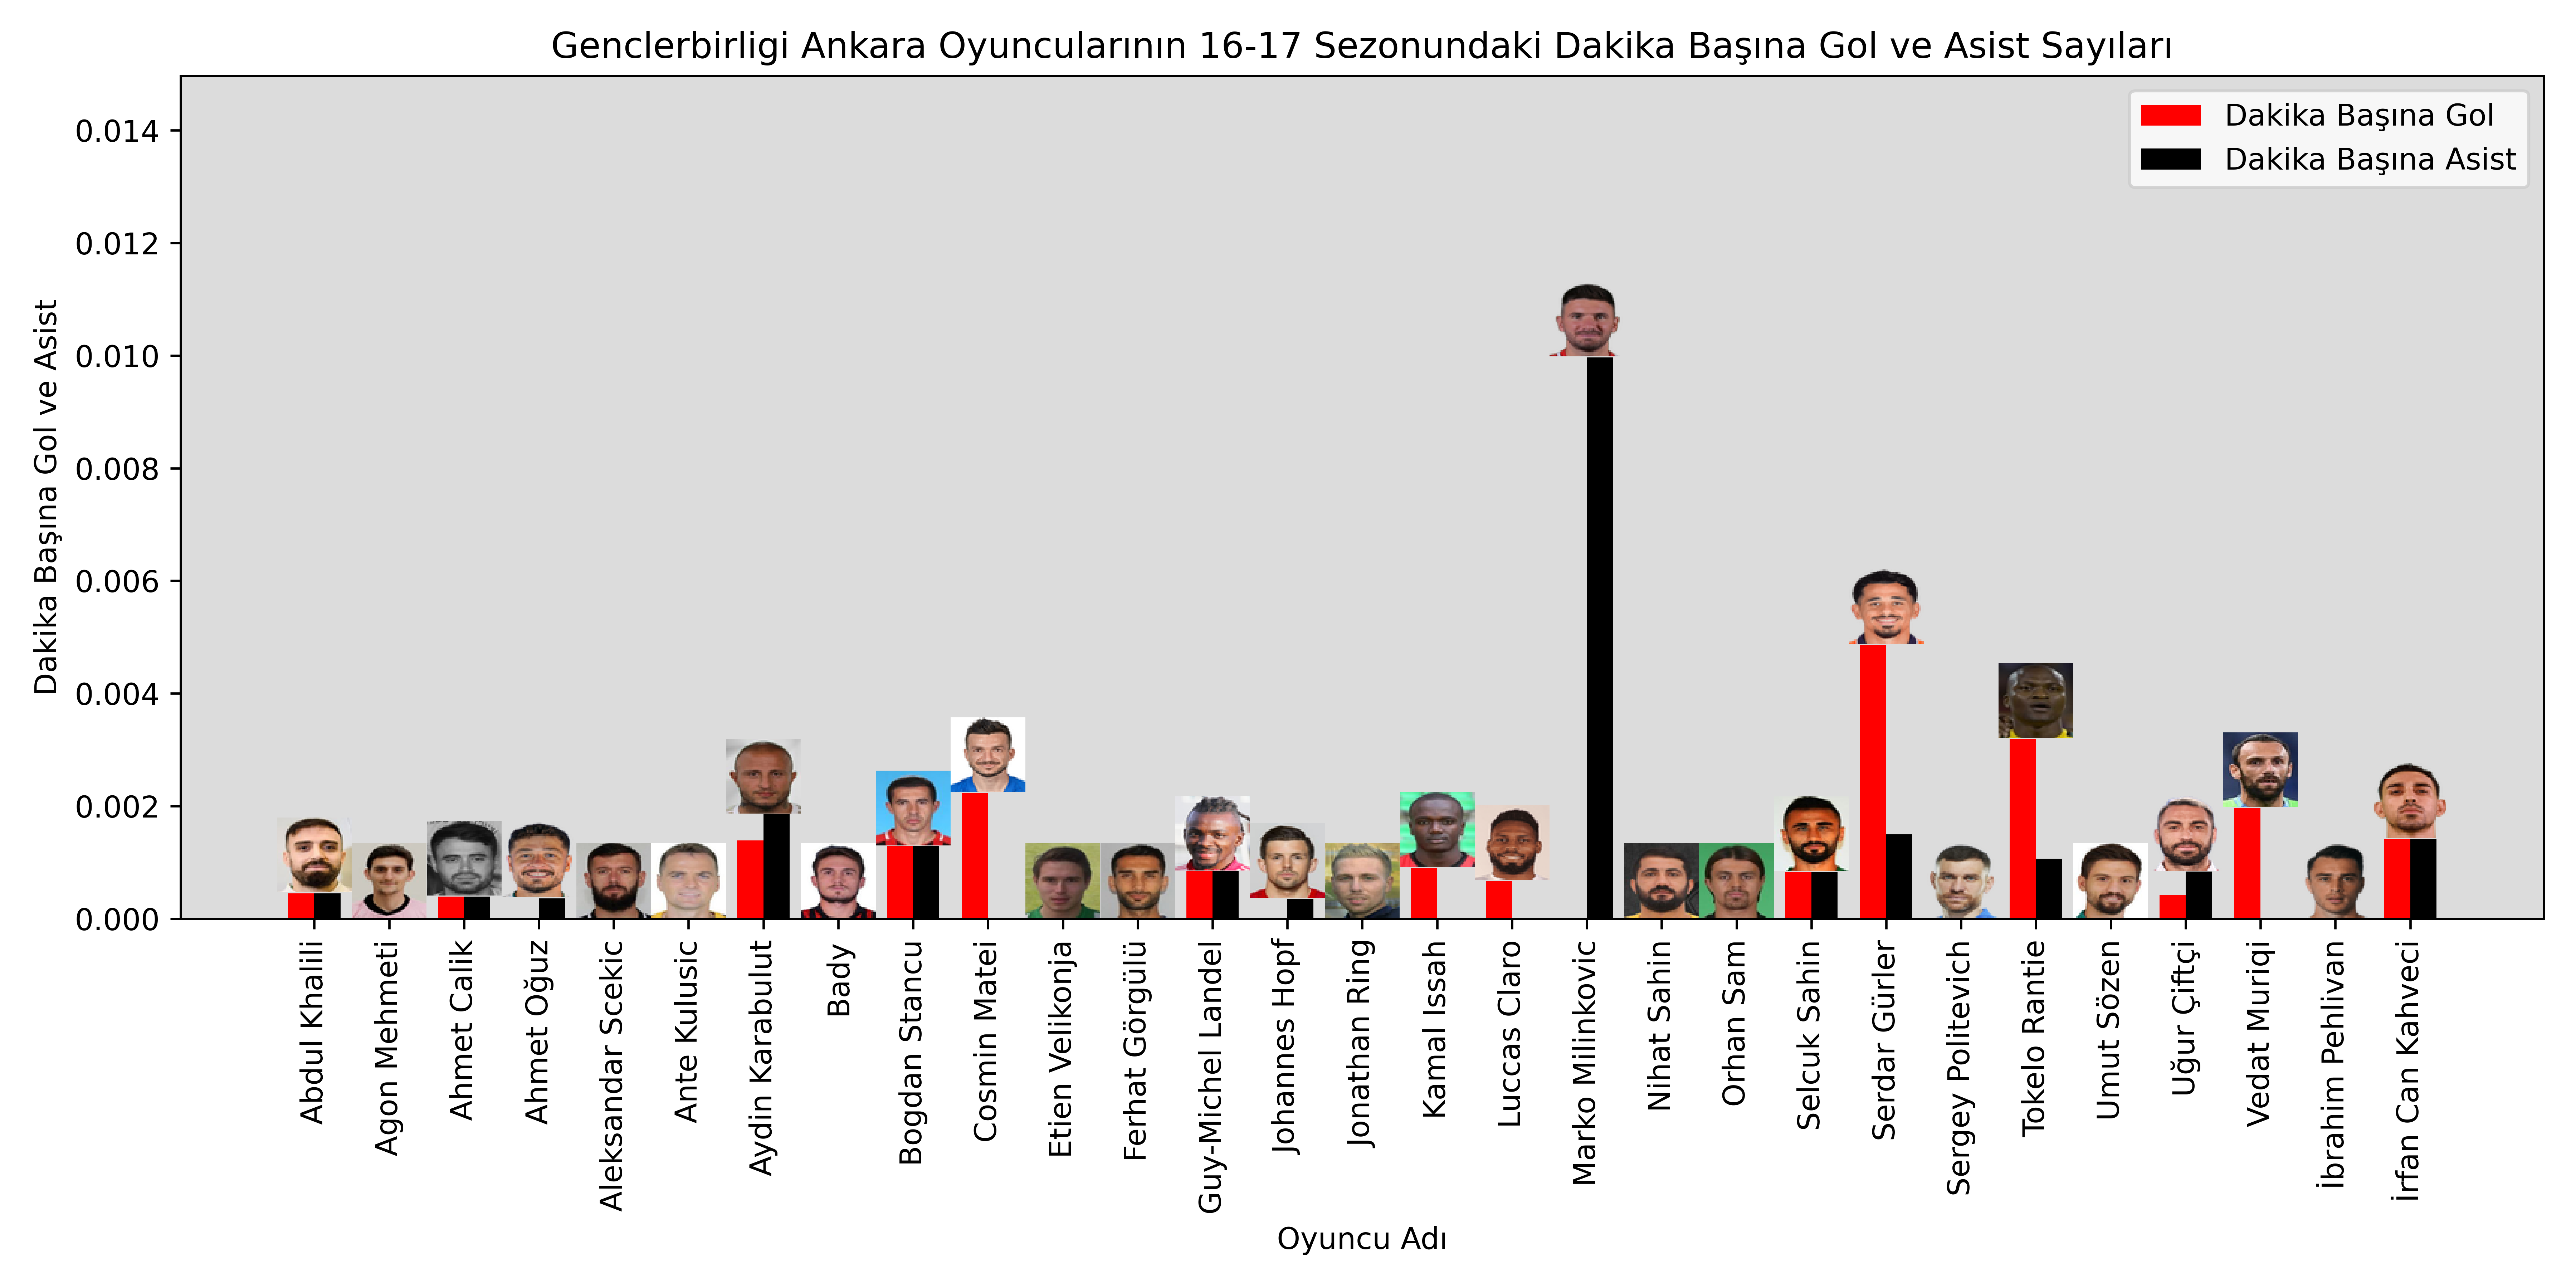 Genclerbirligi Ankara Oyuncularının 16-17 Sezonundaki Dakika Başına Gol ve Asist Sayıları
Dakika Başına Gol
Dakika Başına Asist
Dakika Başına Gol ve Asist
0.014
0.012
0.010
0.008
0.006
0.004
0.002
0.000
Abdul Khalili
Agon Mehmeti
Ahmet Calik
Ahmet Oğuz
Aleksandar Scekic
Ante Kulusic
Aydin Karabulut
Bady
Bogdan Stancu
Cosmin Matei
Etien Velikonja
Ferhat Görgülü
Guy-Michel Landel
Johannes Hopf
Jonathan Ring
Kamal Issah
Luccas Claro
Marko Milinkovic
Nihat Sahin
Orhan Sam
Selcuk Sahin
Serdar Gürler
Sergey Politevich
Tokelo Rantie
Umut Sözen
Uğur Çiftçi
Vedat Muriqi
İbrahim Pehlivan
İrfan Can Kahveci
Oyuncu Adı